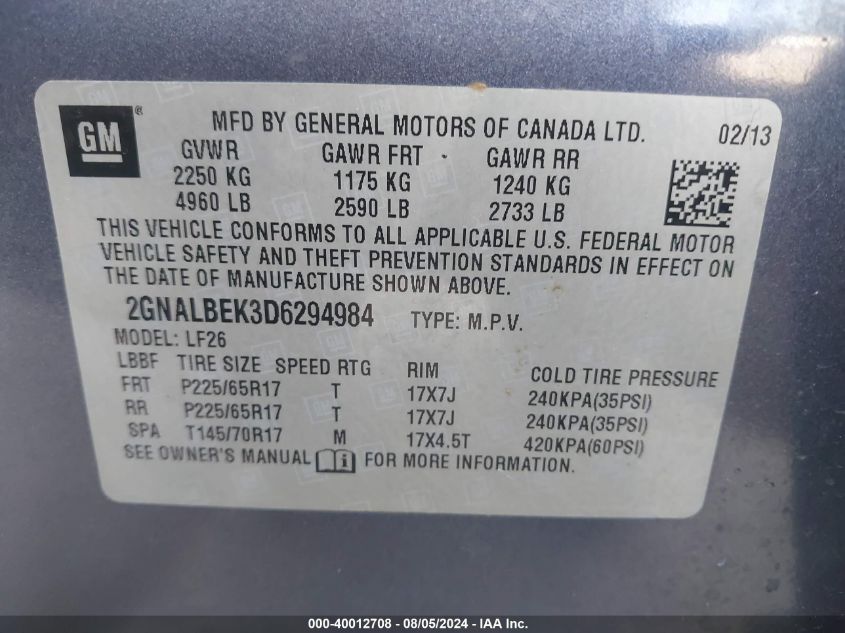 GM ®
MFD BY GENERAL MOTORS OF CANADA LTD. 02/13
GVWR GAWR FRT GAWR RR
2250 KG 1175 KG 1240 KG
4960 LB 2590 LB 2733 LB
THIS VEHICLE CONFORMS TO ALL APPLICABLE U.S. FEDERAL MOTOR
VEHICLE SAFETY AND THEFT PREVENTION STANDARDS IN EFFECT ON
THE DATE OF MANUFACTURE SHOWN ABOVE.
2GNALBEK3D6294984 TYPE: M.P.V.
MODEL: LF26
LBBF TIRE SIZE SPEED RTG RIM COLD TIRE PRESSURE
FRT P225/65R17 T 17X7J 240KPA(35PSI)
RR P225/65R17 T 17X7J 240KPA(35PSI)
SPA T145/70R17 M 17X4.5T 420KPA(60PSI)
SEE OWNER'S MANUAL i FOR MORE INFORMATION.
000-40012708 - 08/05/2024 - IAA Inc.